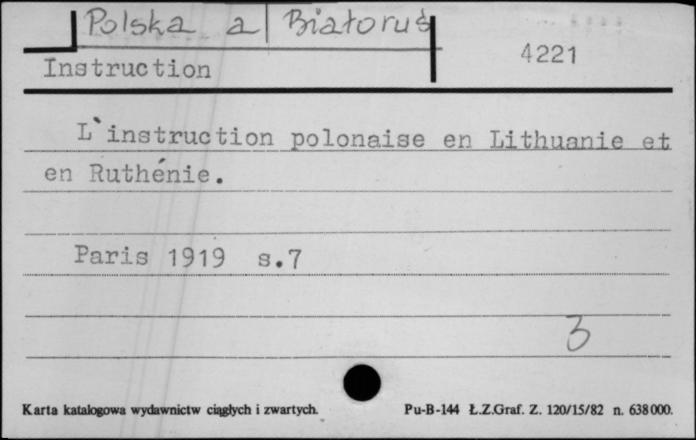 Polska a Białoruś
4221
Instruction
L`instruction polonaise en Lithuanie et
en Ruthénie.
Paris 1919 s.7
3
Karta katalogowa wydawnictw ciągłych i zwartych.
Pu-B-144 Ł.Z.Graf. Z. 120/15/82 n. 638000.